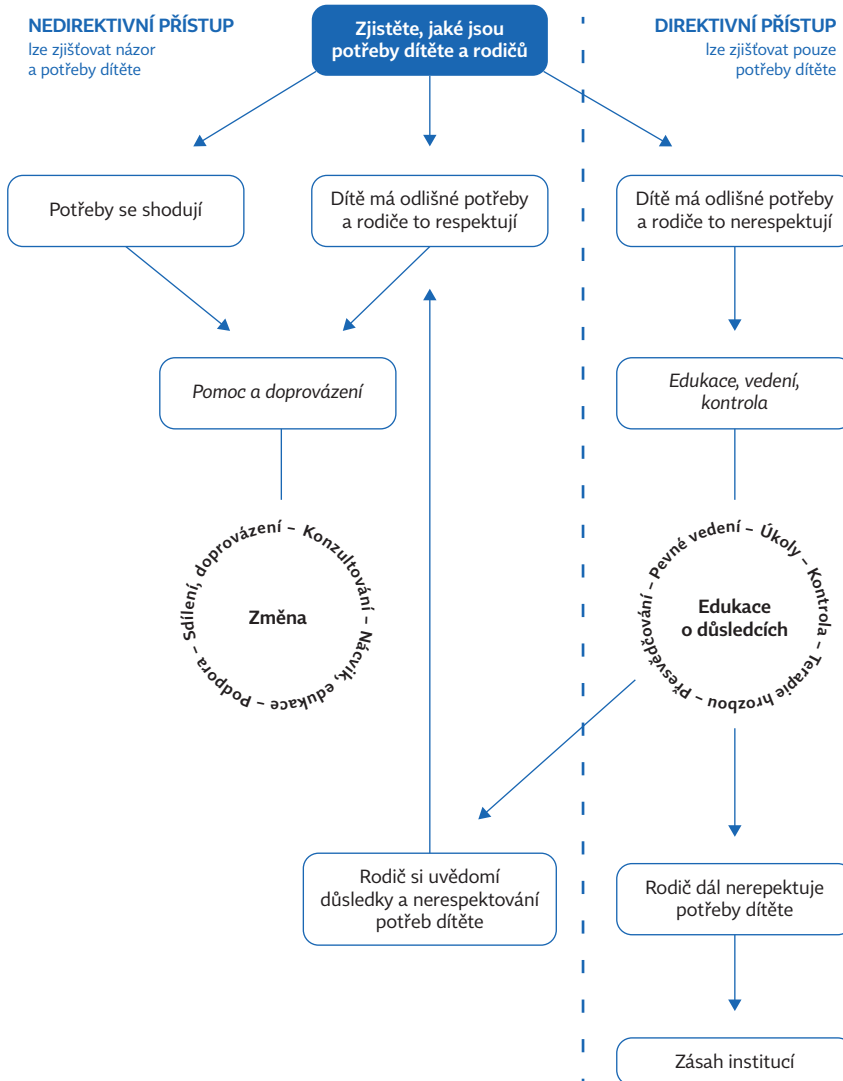 NEDIREKTIVNÍ PŘÍSTUP
lze zjišťovat názor
a potřeby dítěte
Zjistěte, jaké jsou
potřeby dítěte a rodičů
DIREKTIVNÍ PŘÍSTUP
lze zjišťovat pouze
potřeby dítěte
Potřeby se shodují
Dítě má odlišné potřeby
a rodiče to respektují
Dítě má odlišné potřeby
a rodiče to nerespektují
Pomoc a doprovázení
Edukace, vedení,
kontrola
Podpora – Sdílení, doprovázení – Konzultování – Nácvik, edukace –
Změna
Přesvědčování – Pevné vedení – Úkoly – Kontrola – Terapie hrozbou –
Edukace
o důsledcích
Rodič si uvědomí
důsledky a nerespektování
potřeb dítěte
Rodič dál nerepektuje
potřeby dítěte
Zásah institucí